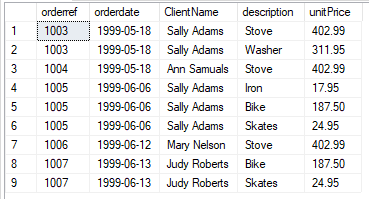 orderref orderdate ClientName description unitPrice
1 1003 1999-05-18 Sally Adams Stove 402.99
2 1003 1999-05-18 Sally Adams Washer 311.95
3 1004 1999-05-18 Ann Samuals Stove 402.99
4 1005 1999-06-06 Sally Adams Iron 17.95
5 1005 1999-06-06 Sally Adams Bike 187.50
6 1005 1999-06-06 Sally Adams Skates 24.95
7 1006 1999-06-12 Mary Nelson Stove 402.99
8 1007 1999-06-13 Judy Roberts Bike 187.50
9 1007 1999-06-13 Judy Roberts Skates 24.95